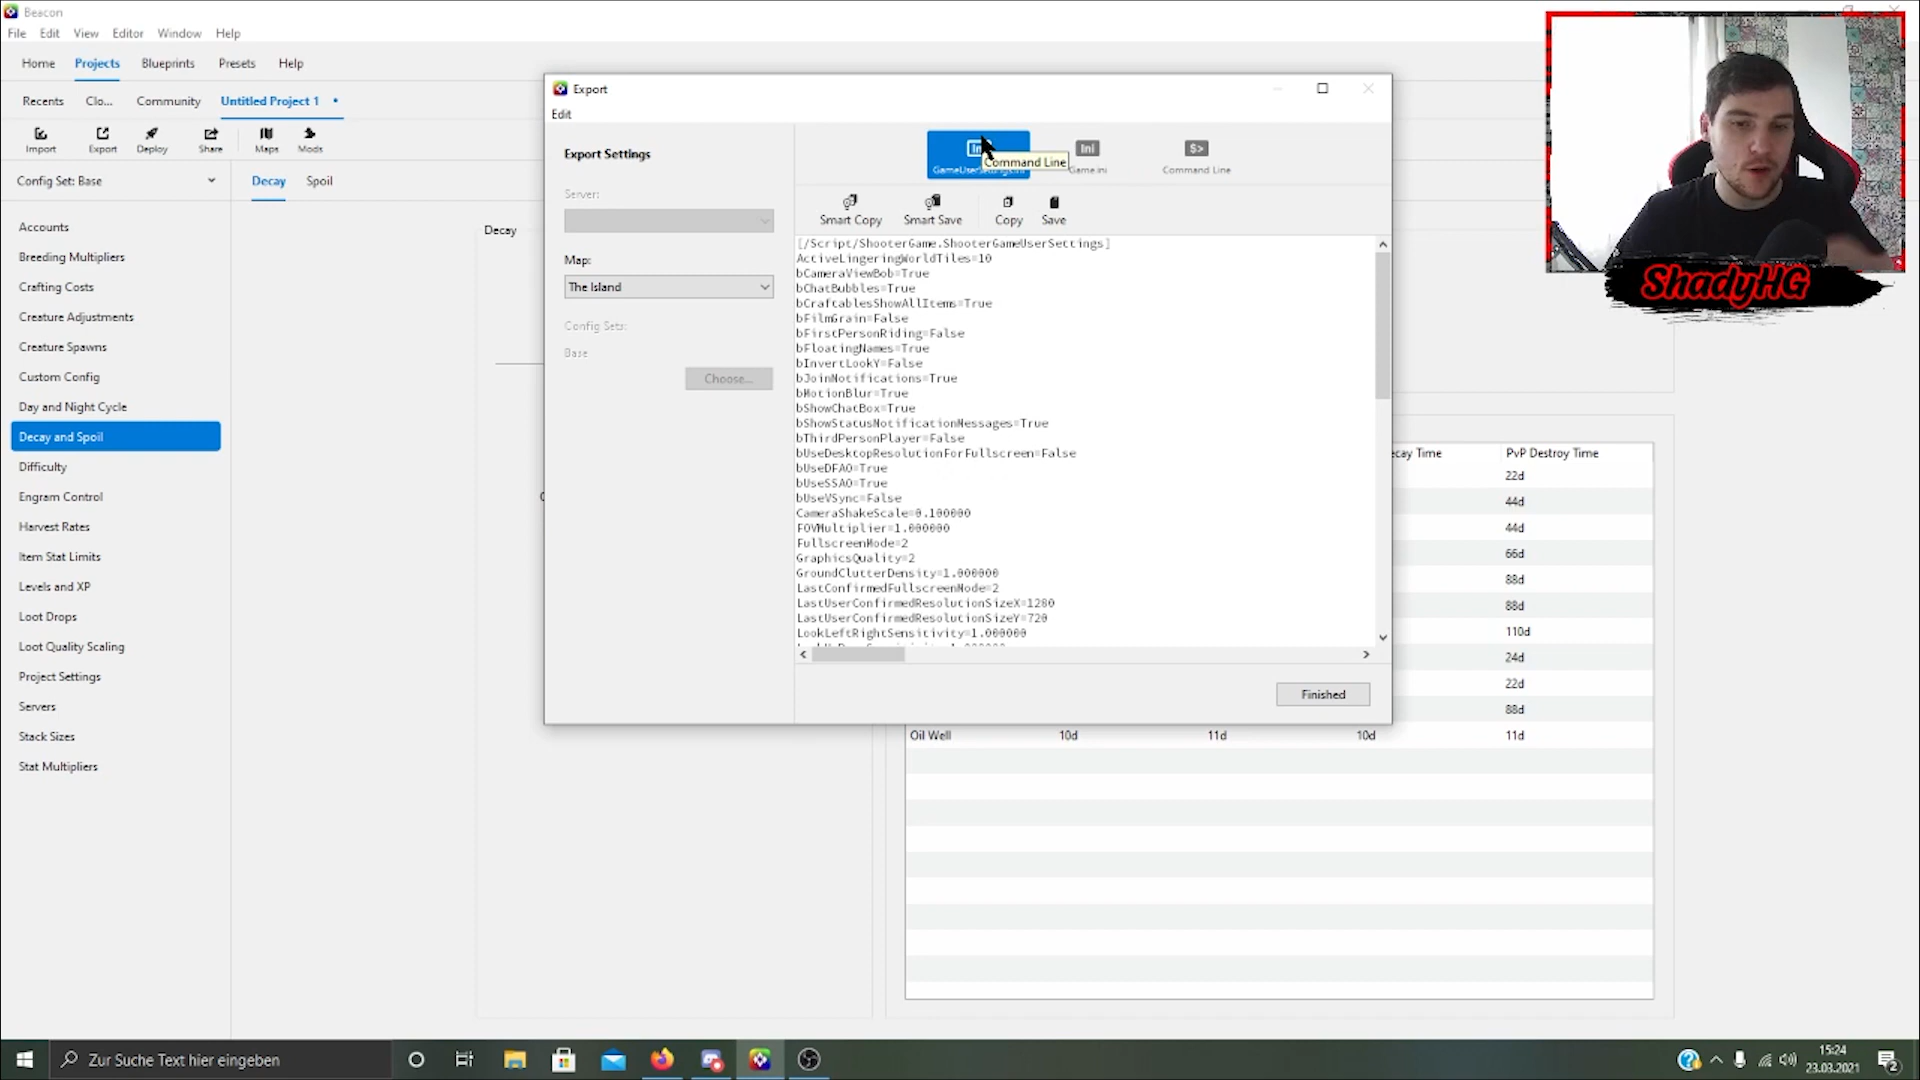 Beacon
File Edit View Editor Window Help
Home Projects Blueprints Presets Help
Recents Clo... Community Untitled Project 1 •
Import Export Deploy Share Maps Mods
Config Set: Base
Decay Spoil
Accounts
Breeding Multipliers
Crafting Costs
Creature Adjustments
Creature Spawns
Custom Config
Day and Night Cycle
Decay and Spoil
Difficulty
Engram Control
Harvest Rates
Item Stat Limits
Levels and XP
Loot Drops
Loot Quality Scaling
Project Settings
Servers
Stack Sizes
Stat Multipliers
Decay
Export
Edit
Export Settings
Server:
Map:
The Island
Config Sets:
Base
Choose...
Command Line
Game.ini
Command Line
Smart Copy Smart Save Copy Save
[/Script/ShooterGame.ShooterGameUserSettings]
ActiveLingeringWorldTiles=10
bCameraViewBob=True
bChatBubbles=True
bCraftablesShowAllItems=True
bFilmGrain=False
bFirstPersonRiding=False
bFloatingNames=True
bInvertLookY=False
bJoinNotifications=True
bMotionBlur=True
bShowChatBox=True
bShowStatusNotificationMessages=True
bThirdPersonPlayer=False
bUseDesktopResolutionForFullscreen=False
bUseDFAO=True
bUseSSAO=True
bUseVSync=False
CameraShakeScale=0.100000
FOVMultiplier=1.000000
FullscreenMode=2
GraphicsQuality=2
GroundClutterDensity=1.000000
LastConfirmedFullscreenMode=2
LastUserConfirmedResolutionSizeX=1280
LastUserConfirmedResolutionSizeY=720
LookLeftRightSensitivity=1.000000
Finished
ecay Time PvP Destroy Time
22d
44d
44d
66d
88d
88d
110d
24d
22d
88d
Oil Well 10d 11d 10d 11d
ShadyHG
Zur Suche Text hier eingeben
15:24
23.03.2021
2